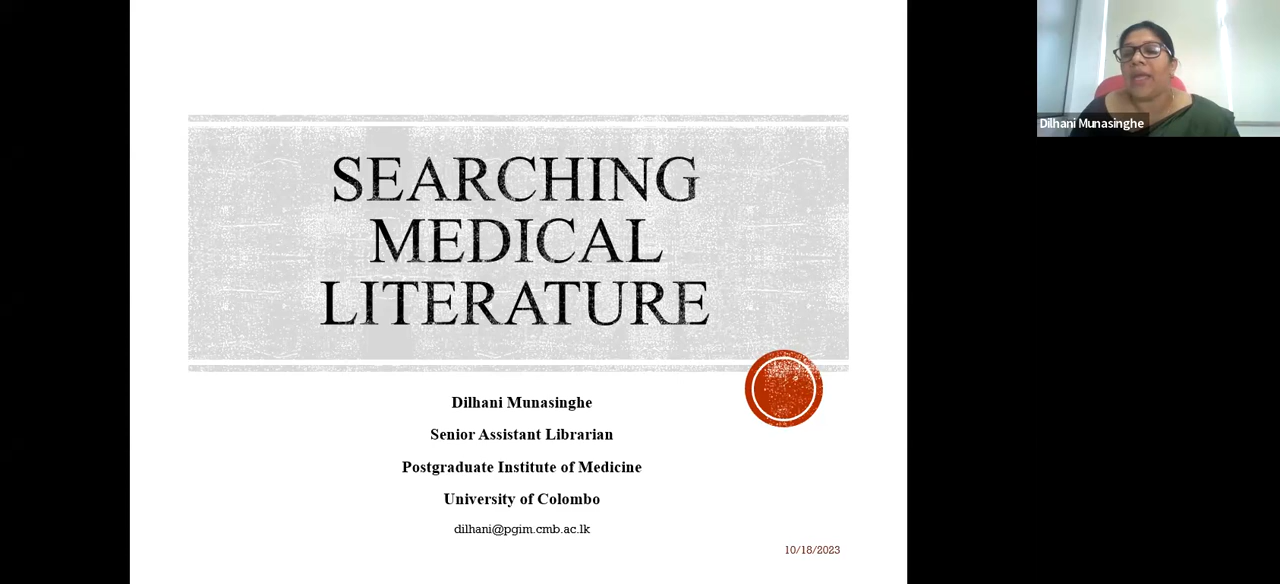 SEARCHING
MEDICAL
LITERATURE
Dilhani Munasinghe
Senior Assistant Librarian
Postgraduate Institute of Medicine
University of Colombo
dilhani@pgim.cmb.ac.lk
10/18/2023
Dilhani Munasinghe